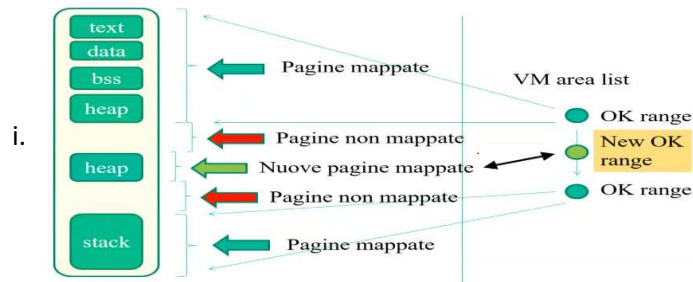 i.
text
data
bss
heap
heap
stack
Pagine mappate
Pagine non mappate
Nuove pagine mappate
Pagine non mappate
Pagine mappate
VM area list
OK range
New OK
range
OK range